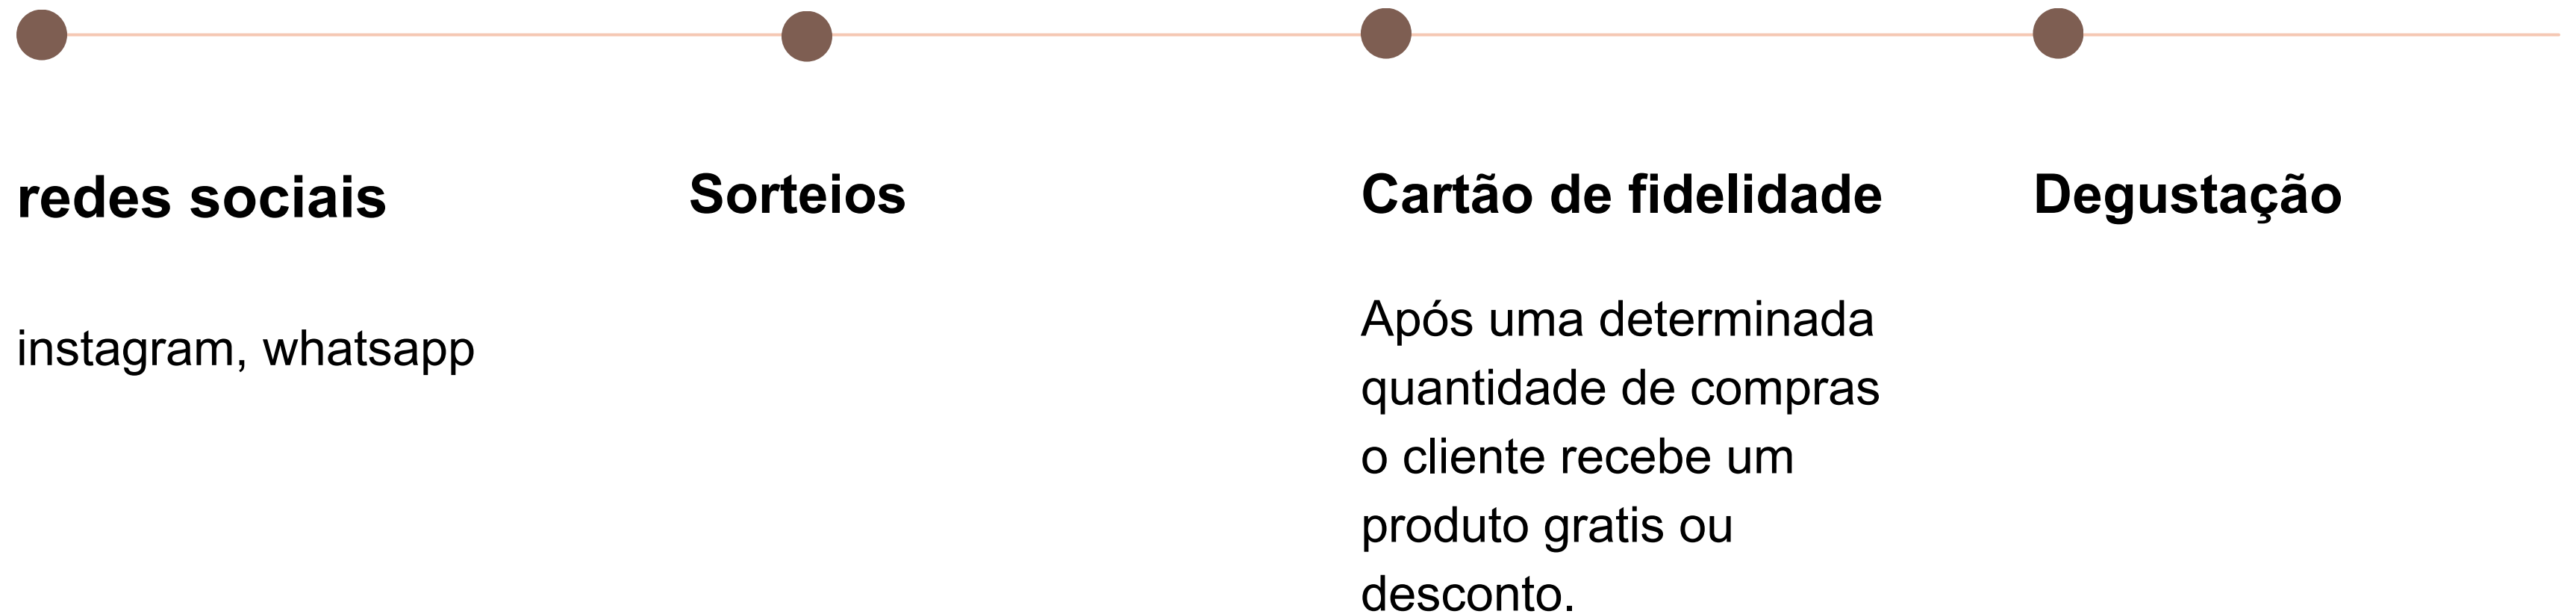 redes sociais
instagram, whatsapp
Sorteios
Cartão de fidelidade
Após uma determinada
quantidade de compras
o cliente recebe um
produto gratis ou
desconto.
Degustação